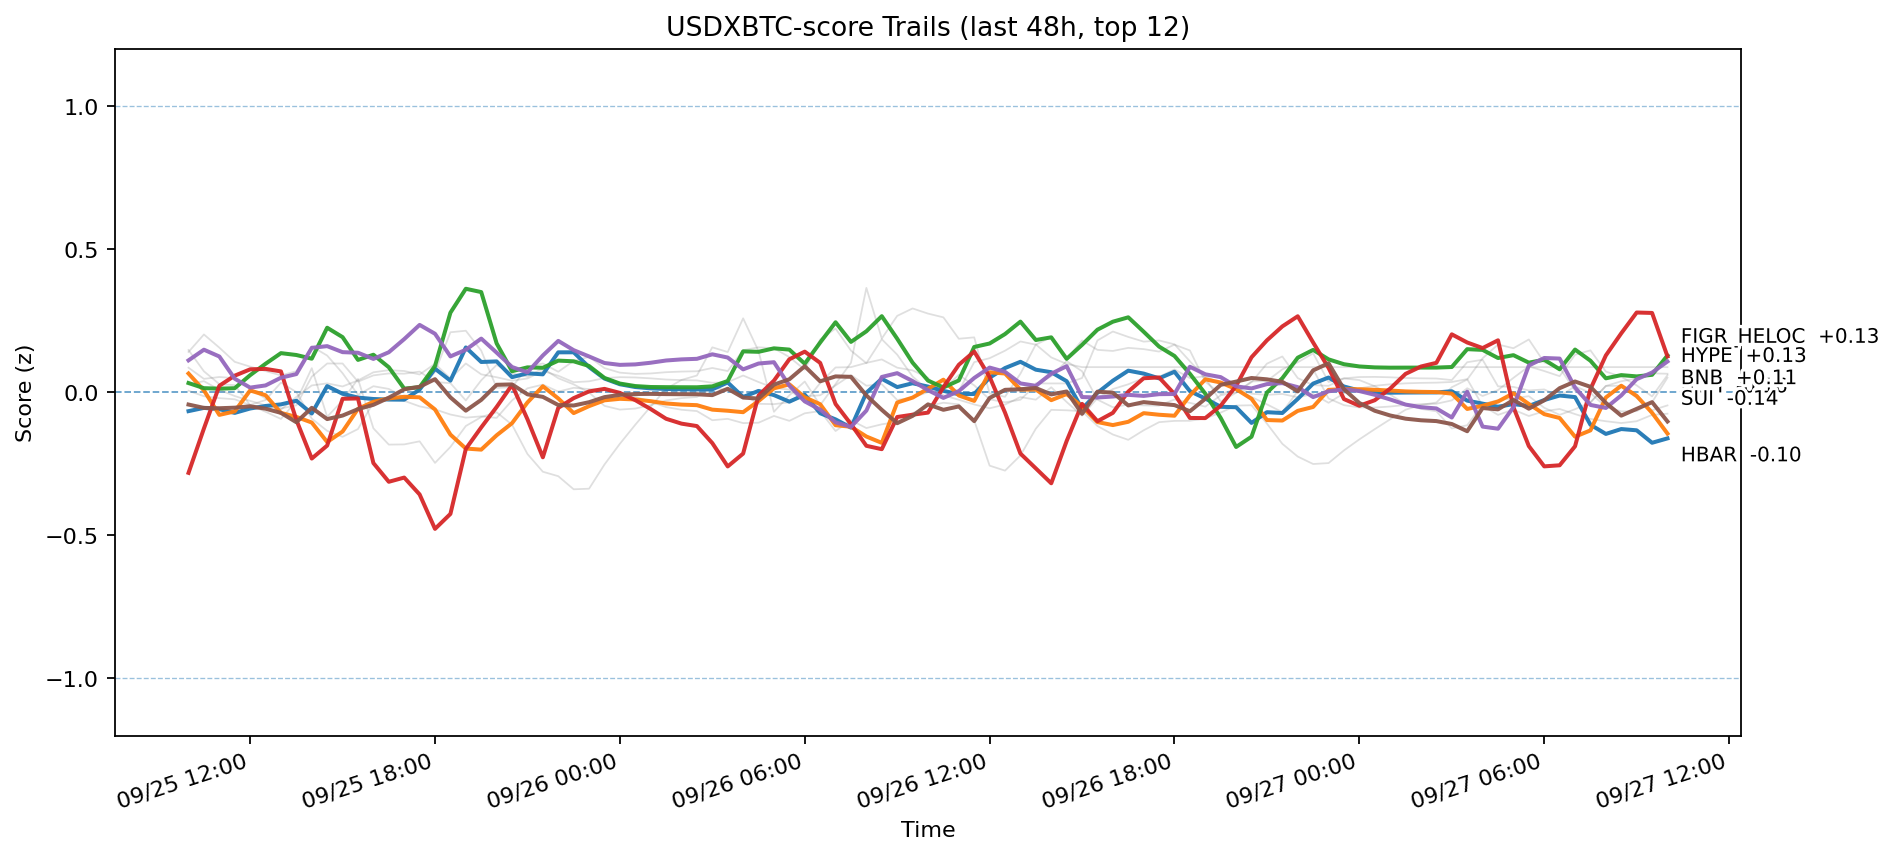 USDXBTC-score Trails (last 48h, top 12)
1.0
0.5
0.0
−0.5
−1.0
Score (z)
FIGR_HELOC +0.13
HYPE +0.13
BNB +0.11
SUI -0.14
HBAR -0.10
09/25 12:00
09/25 18:00
09/26 00:00
09/26 06:00
09/26 12:00
09/26 18:00
09/27 00:00
09/27 06:00
09/27 12:00
Time